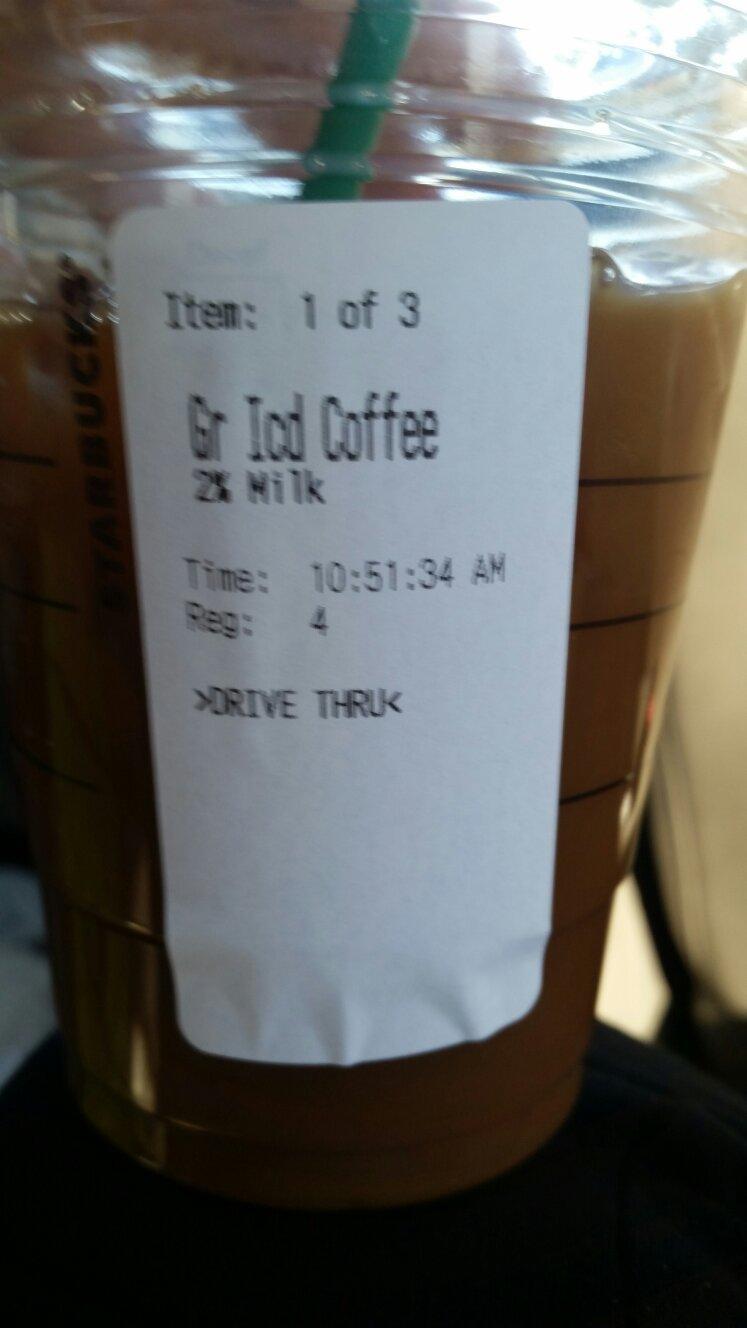 STARBUCKS
Item: 1 of 3
Gr Icd Coffee
2% Milk
Time: 10:51:34 AM
Reg: 4
>DRIVE THRU<